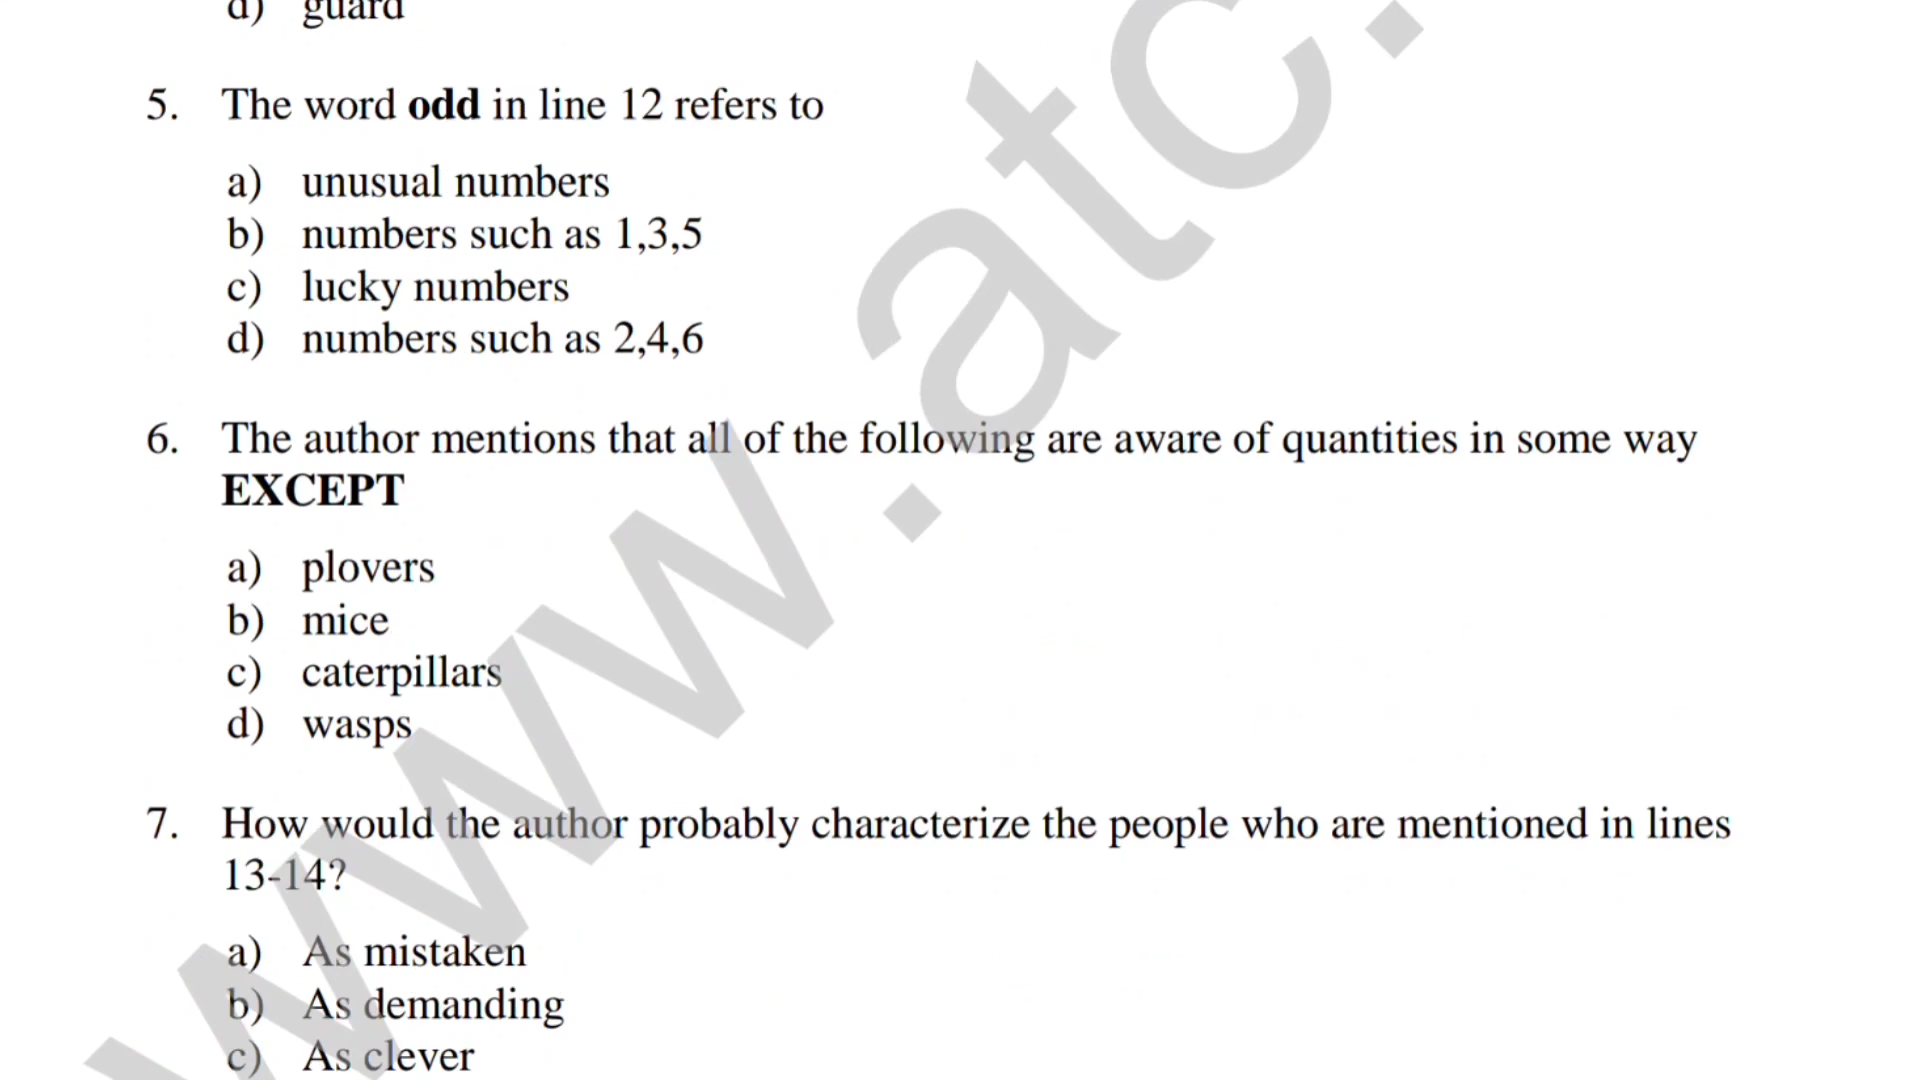 d) guard
5. The word odd in line 12 refers to
a) unusual numbers
b) numbers such as 1,3,5
c) lucky numbers
d) numbers such as 2,4,6
6. The author mentions that all of the following are aware of quantities in some way
EXCEPT
a) plovers
b) mice
c) caterpillars
d) wasps
7. How would the author probably characterize the people who are mentioned in lines
13-14?
a) As mistaken
b) As demanding
c) As clever
www.atc.